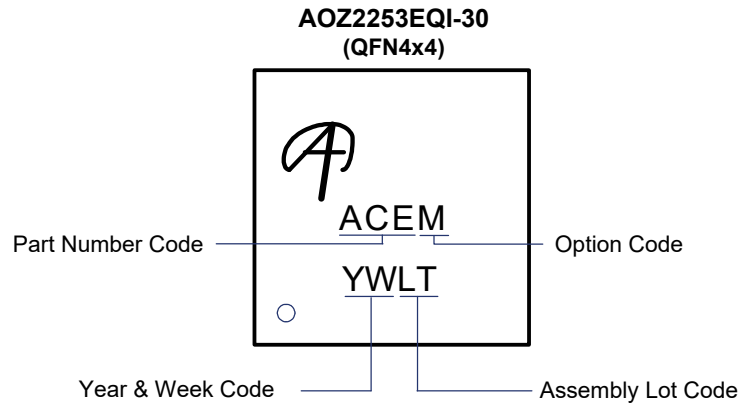 AOZ2253EQI-30
(QFN4x4)
ACEM
Part Number Code
Option Code
YWLT
Year & Week Code
Assembly Lot Code